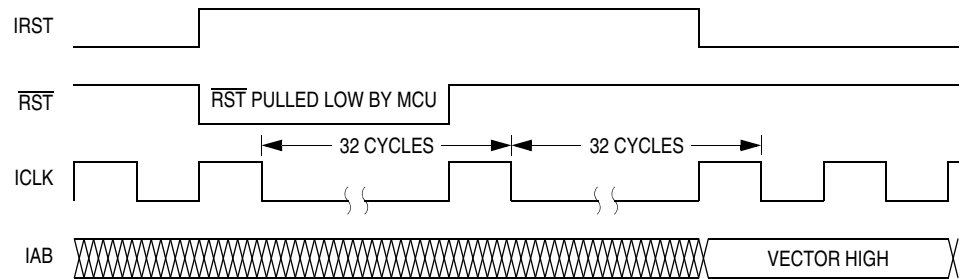 IRST
RST
RST PULLED LOW BY MCU
32 CYCLES
32 CYCLES
ICLK
IAB
VECTOR HIGH